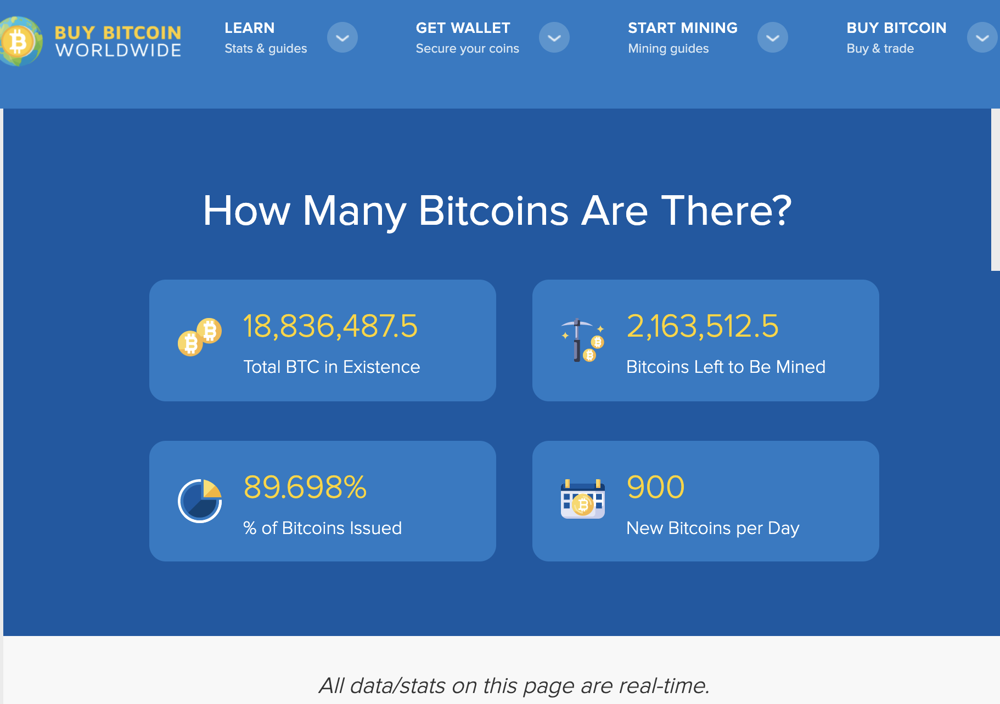 BUY BITCOIN
WORLDWIDE
LEARN
Stats & guides
GET WALLET
Secure your coins
START MINING
Mining guides
BUY BITCOIN
Buy & trade
How Many Bitcoins Are There?
18,836,487.5
Total BTC in Existence
2,163,512.5
Bitcoins Left to Be Mined
89.698%
% of Bitcoins Issued
900
New Bitcoins per Day
All data/stats on this page are real-time.